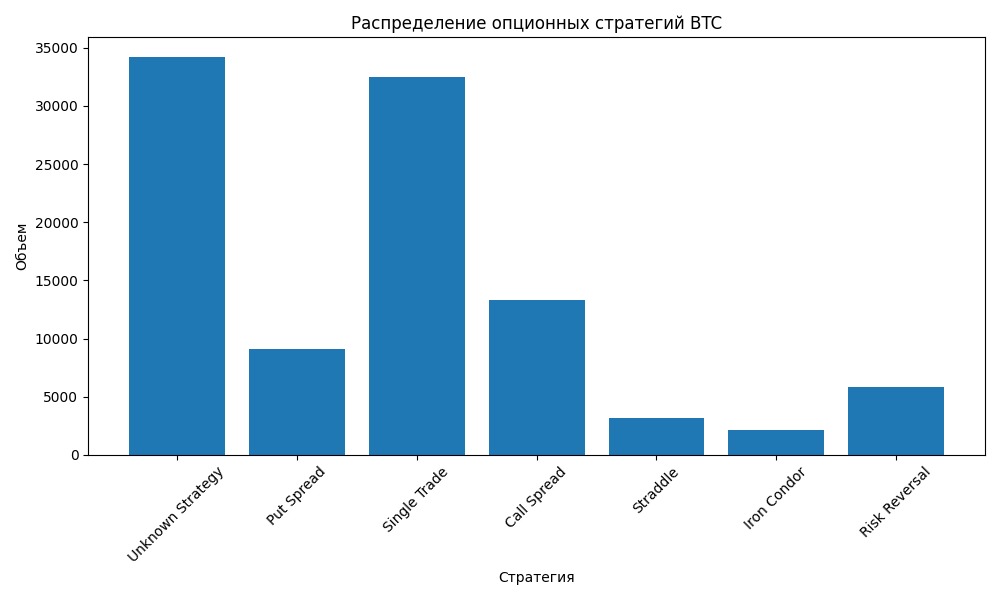 Распределение опционных стратегий BTC
Объем
35000
30000
25000
20000
15000
10000
5000
0
Unknown Strategy
Put Spread
Single Trade
Call Spread
Straddle
Iron Condor
Risk Reversal
Стратегия